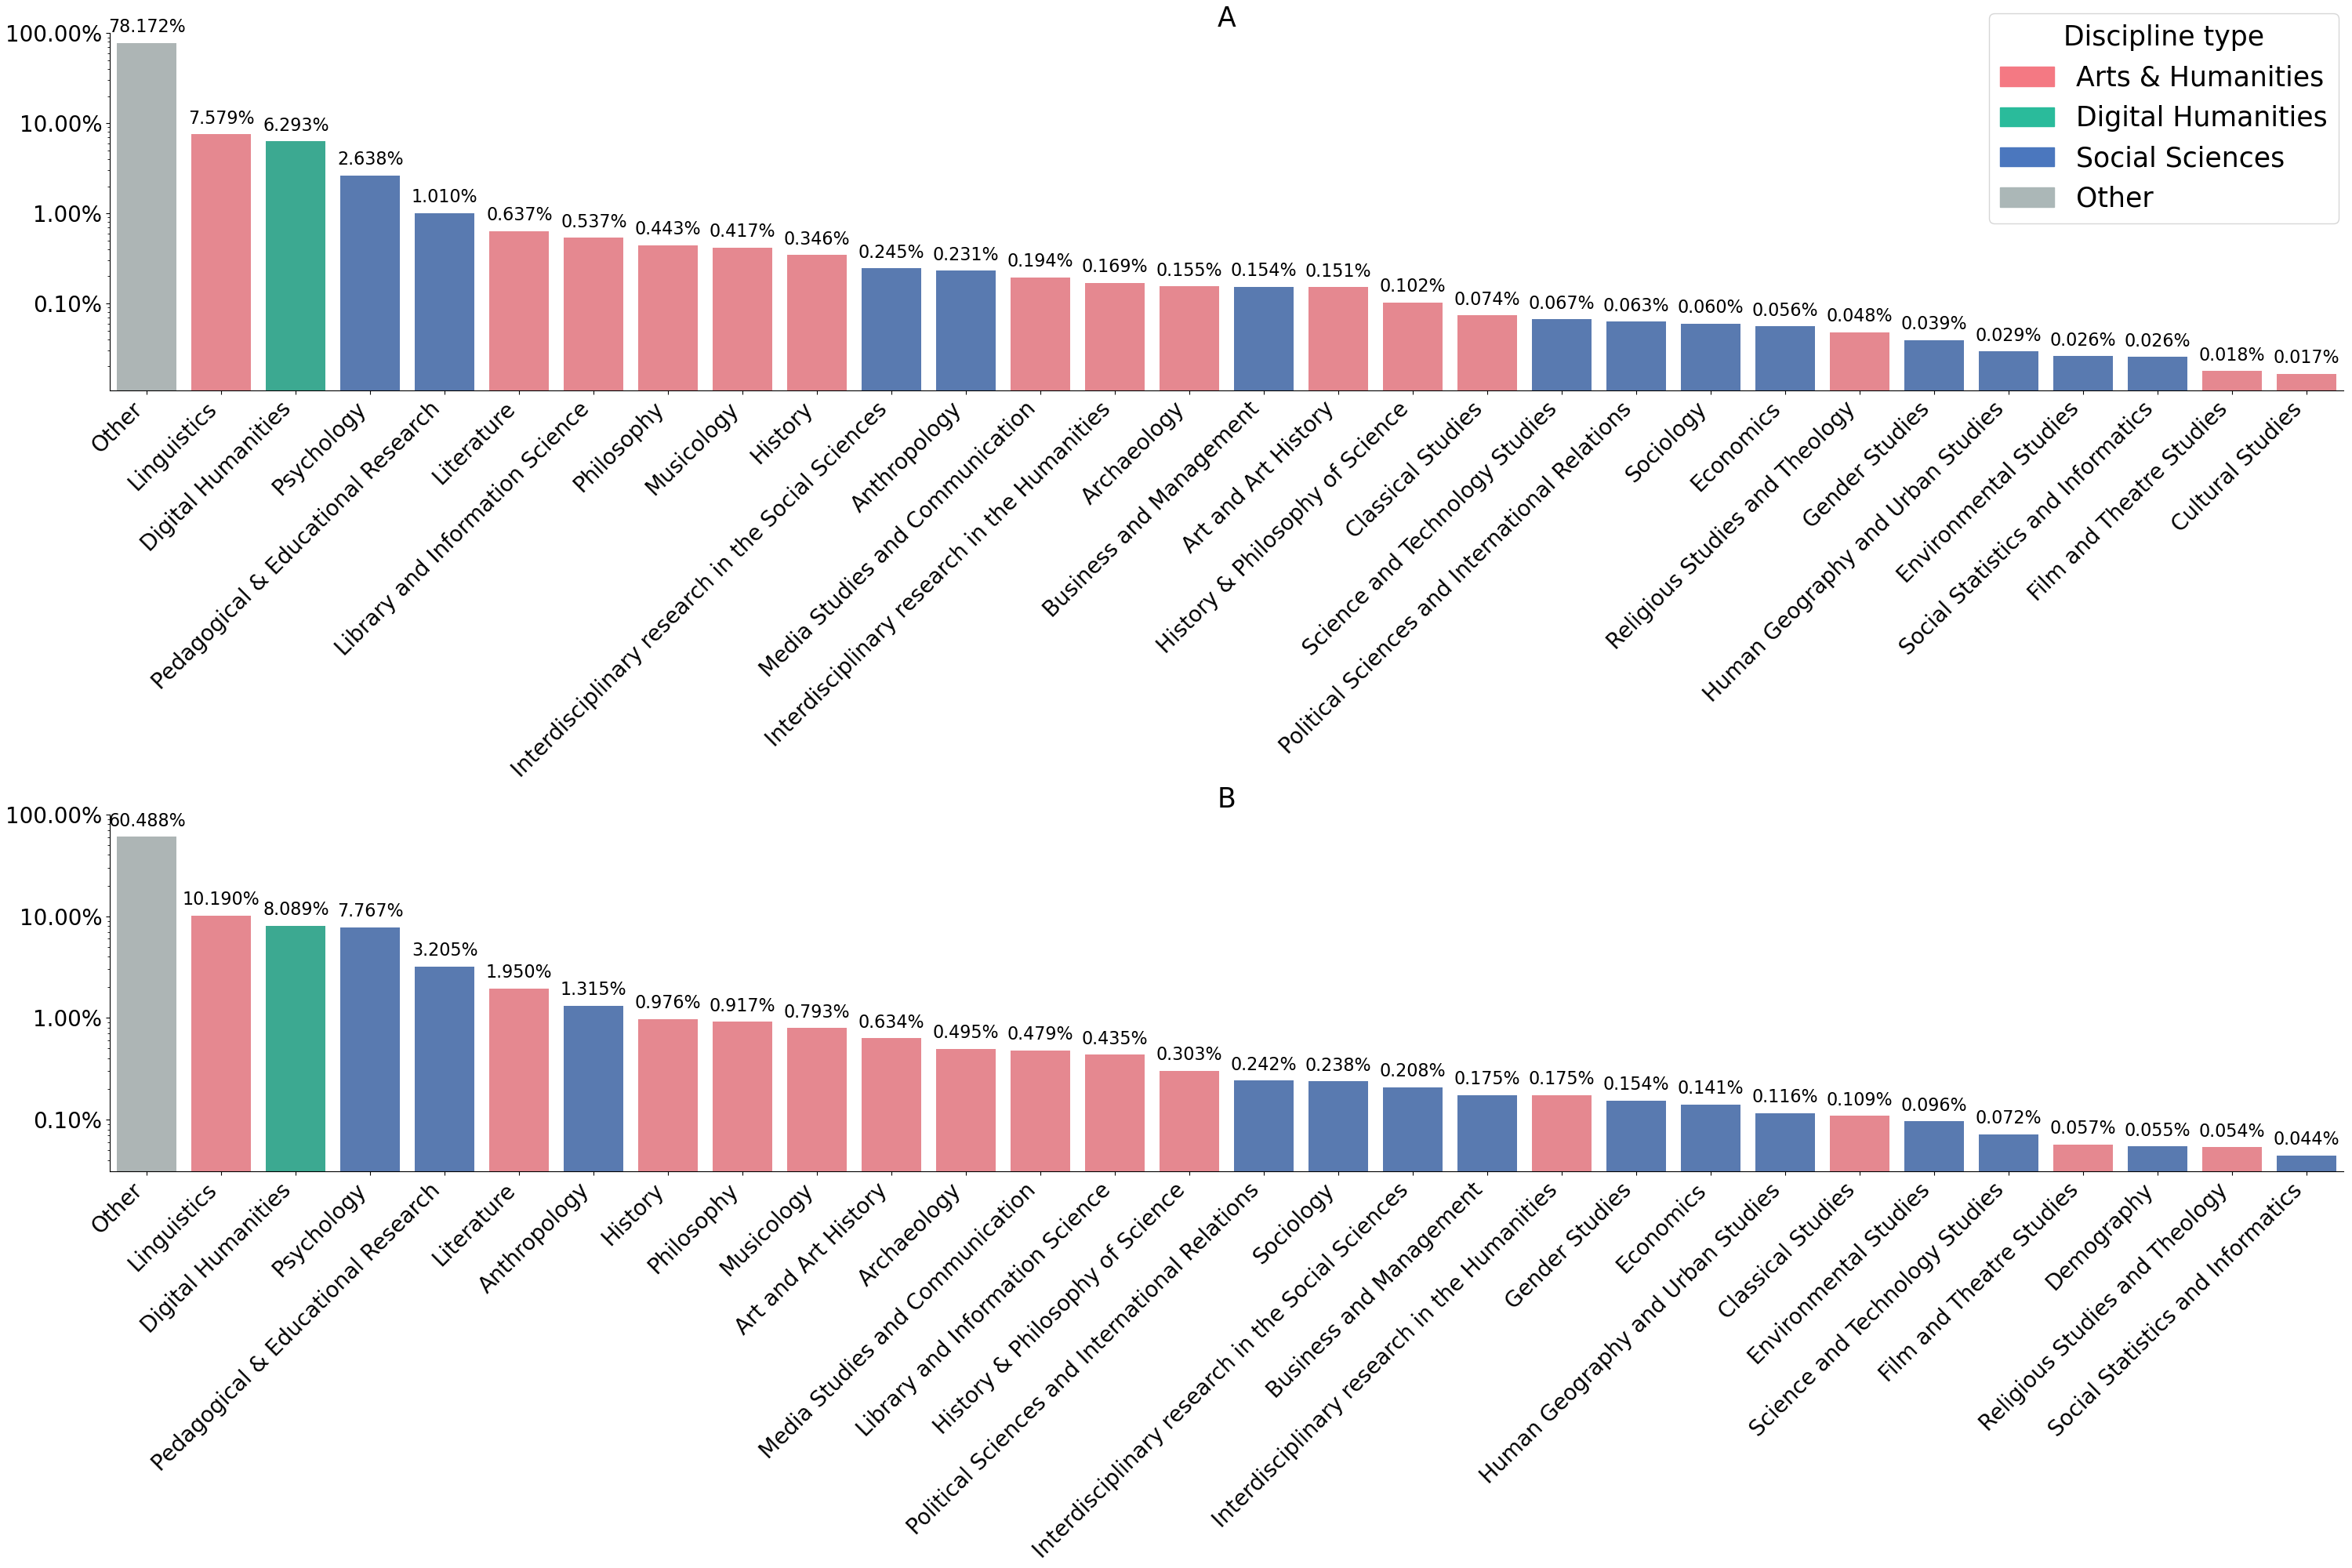 A
100.00%
10.00%
1.00%
0.10%
78.172%
7.579%
6.293%
2.638%
1.010%
0.637%
0.537%
0.443%
0.417%
0.346%
0.245%
0.231%
0.194%
0.169%
0.155%
0.154%
0.151%
0.102%
0.074%
0.067%
0.063%
0.060%
0.056%
0.048%
0.039%
0.029%
0.026%
0.026%
0.018%
0.017%
Discipline type
Arts & Humanities
Digital Humanities
Social Sciences
Other
Other
Linguistics
Digital Humanities
Psychology
Pedagogical & Educational Research
Literature
Library and Information Science
Philosophy
Musicology
History
Interdisciplinary research in the Social Sciences
Anthropology
Media Studies and Communication
Interdisciplinary research in the Humanities
Archaeology
Business and Management
Art and Art History
History & Philosophy of Science
Classical Studies
Science and Technology Studies
Political Sciences and International Relations
Sociology
Economics
Religious Studies and Theology
Gender Studies
Human Geography and Urban Studies
Environmental Studies
Social Statistics and Informatics
Film and Theatre Studies
Cultural Studies
B
100.00%
10.00%
1.00%
0.10%
60.488%
10.190%
8.089%
7.767%
3.205%
1.950%
1.315%
0.976%
0.917%
0.793%
0.634%
0.495%
0.479%
0.435%
0.303%
0.242%
0.238%
0.208%
0.175%
0.175%
0.154%
0.141%
0.116%
0.109%
0.096%
0.072%
0.057%
0.055%
0.054%
0.044%
Other
Linguistics
Digital Humanities
Psychology
Pedagogical & Educational Research
Literature
Anthropology
History
Philosophy
Musicology
Art and Art History
Archaeology
Media Studies and Communication
Library and Information Science
History & Philosophy of Science
Political Sciences and International Relations
Sociology
Interdisciplinary research in the Social Sciences
Business and Management
Interdisciplinary research in the Humanities
Gender Studies
Economics
Human Geography and Urban Studies
Classical Studies
Environmental Studies
Science and Technology Studies
Film and Theatre Studies
Demography
Religious Studies and Theology
Social Statistics and Informatics